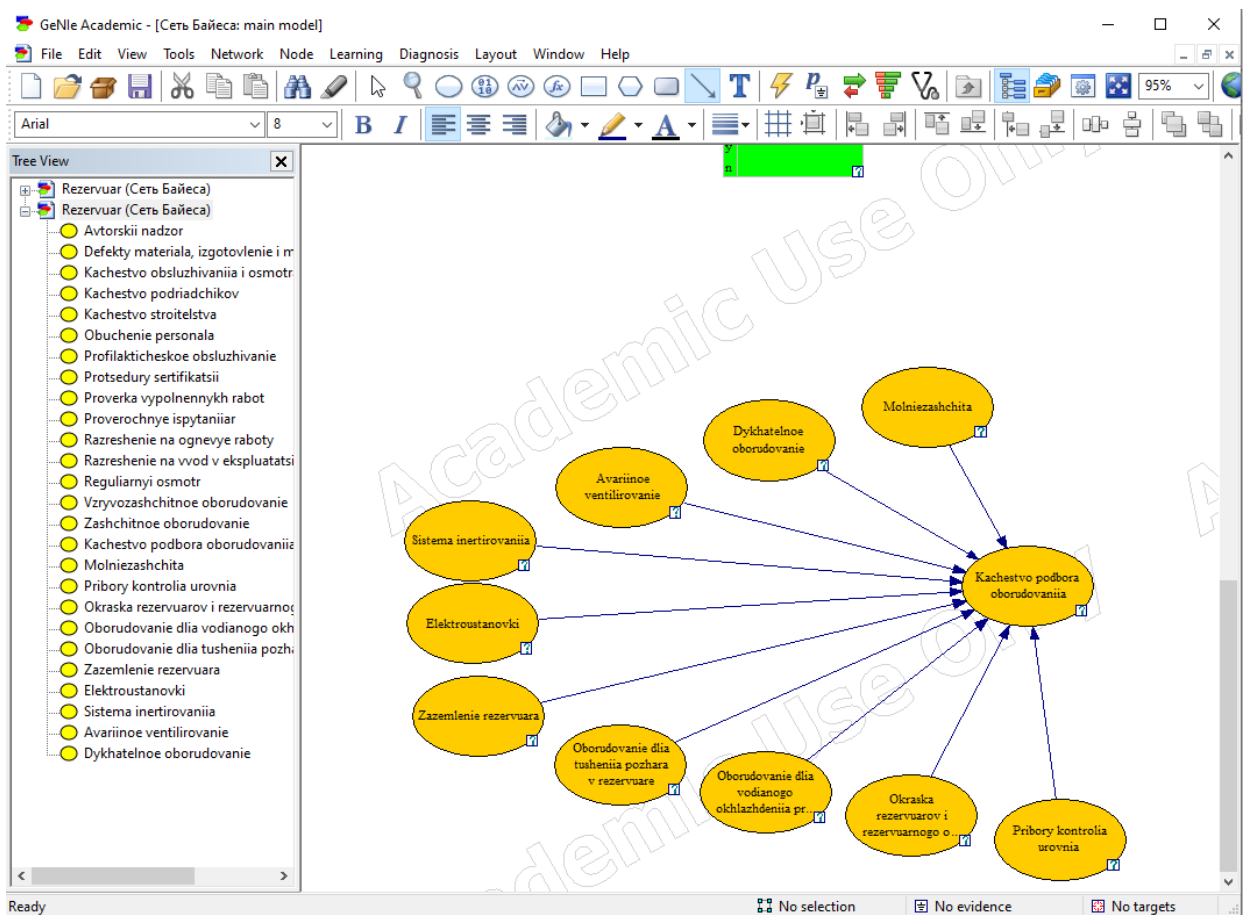 GeNIe Academic - [Сеть Байеса: main model]
File Edit View Tools Network Node Learning Diagnosis Layout Window Help
95%
Arial 8 B I A
Tree View
Rezervuar (Сеть Байеса)
Rezervuar (Сеть Байеса)
Avtorskii nadzor
Defekty materiala, izgotovlenie i m
Kachestvo obsluzhivaniia i osmotr
Kachestvo podriadchikov
Kachestvo stroitelstva
Obuchenie personala
Profilakticheskoe obsluzhivanie
Protsedury sertifikatsii
Proverka vypolnennykh rabot
Proverochnye ispytaniiar
Razreshenie na ognevye raboty
Razreshenie na vvod v ekspluatatsi
Reguliarnyi osmotr
Vzryvozashchitnoe oborudovanie
Zashchitnoe oborudovanie
Kachestvo podbora oborudovaniia
Molniezashchita
Pribory kontrolia urovnia
Okraska rezervuarov i rezervuarnog
Oborudovanie dlia vodianogo okh
Oborudovanie dlia tusheniia pozha
Zazemlenie rezervuara
Elektroustanovki
Sistema inertirovaniia
Avariinoe ventilirovanie
Dykhatelnoe oborudovanie
y
n
Academic Use Only
Molniezashchita
Dykhatelnoe
oborudovanie
Avariinoe
ventilirovanie
Sistema inertirovaniia
Kachestvo podbora
oborudovaniia
Elektroustanovki
Zazemlenie rezervuara
Oborudovanie dlia
tusheniia pozhara
v rezervuare
Oborudovanie dlia
vodianogo
okhlazhdeniia pr...
Okraska
rezervuarov i
rezervuarnogo o...
Pribory kontrolia
urovnia
Academic Use Only
Ready No selection No evidence No targets